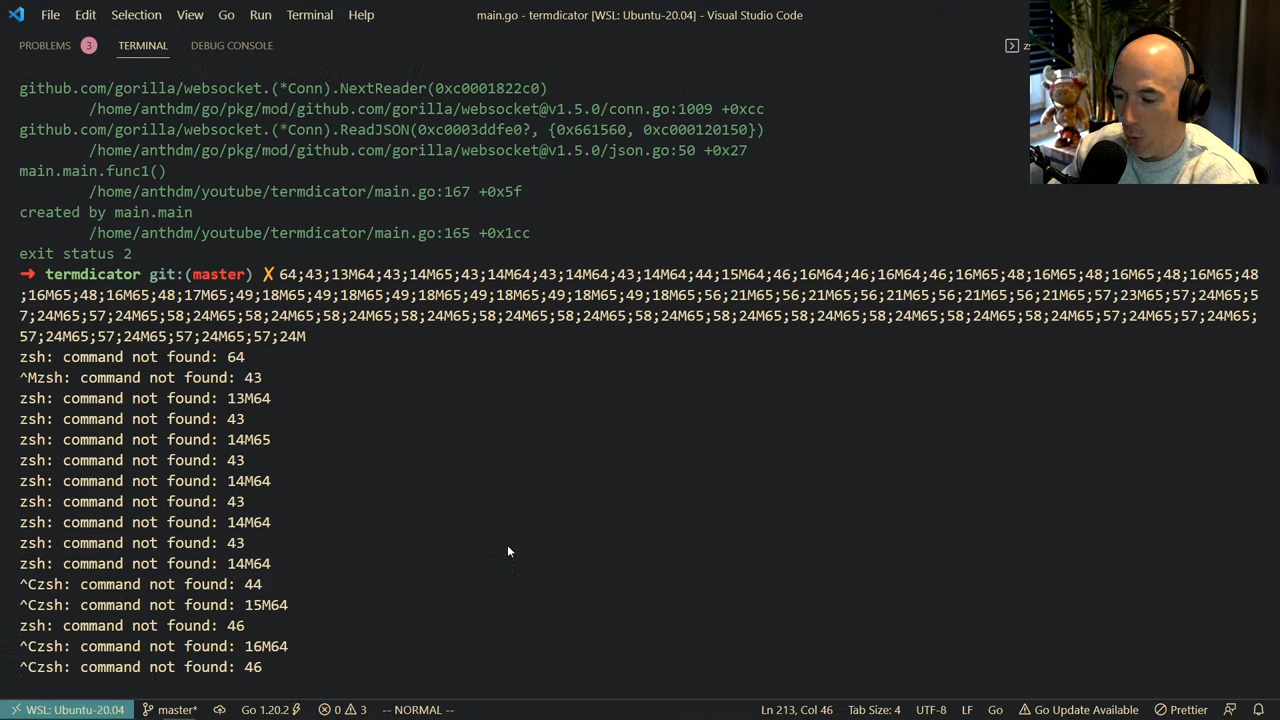 File Edit Selection View Go Run Terminal Help main.go - termdicator [WSL: Ubuntu-20.04] - Visual Studio Code
PROBLEMS 3 TERMINAL DEBUG CONSOLE
github.com/gorilla/websocket.(*Conn).NextReader(0xc0001822c0)
/home/anthdm/go/pkg/mod/github.com/gorilla/websocket@v1.5.0/conn.go:1009 +0xcc
github.com/gorilla/websocket.(*Conn).ReadJSON(0xc0003ddfe0?, {0x661560, 0xc000120150})
/home/anthdm/go/pkg/mod/github.com/gorilla/websocket@v1.5.0/json.go:50 +0x27
main.main.func1()
/home/anthdm/youtube/termdicator/main.go:167 +0x5f
created by main.main
/home/anthdm/youtube/termdicator/main.go:165 +0x1cc
exit status 2
➜ termdicator git:(master) ✗ 64;43;13M64;43;14M65;43;14M64;43;14M64;43;14M64;44;15M64;46;16M64;46;16M64;46;16M65;48;16M65;48;16M65;48;16M65;48
;16M65;48;16M65;48;17M65;49;18M65;49;18M65;49;18M65;49;18M65;49;18M65;49;18M65;56;21M65;56;21M65;56;21M65;56;21M65;57;23M65;57;24M65;5
7;24M65;57;24M65;58;24M65;58;24M65;58;24M65;58;24M65;58;24M65;58;24M65;58;24M65;58;24M65;58;24M65;58;24M65;57;24M65;57;24M65;
57;24M65;57;24M65;57;24M65;57;24M
zsh: command not found: 64
^Mzsh: command not found: 43
zsh: command not found: 13M64
zsh: command not found: 43
zsh: command not found: 14M65
zsh: command not found: 43
zsh: command not found: 14M64
zsh: command not found: 43
zsh: command not found: 14M64
zsh: command not found: 43
zsh: command not found: 14M64
^Czsh: command not found: 44
^Czsh: command not found: 15M64
zsh: command not found: 46
^Czsh: command not found: 16M64
^Czsh: command not found: 46
WSL: Ubuntu-20.04 master* Go 1.20.2 0 3 -- NORMAL -- Ln 213, Col 46 Tab Size: 4 UTF-8 LF Go Go Update Available Prettier